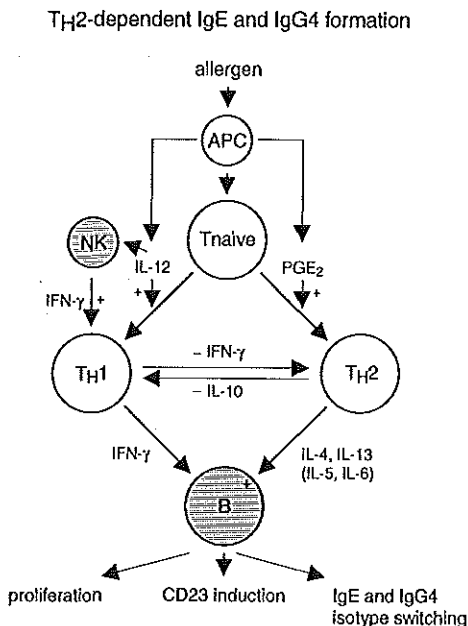 TH2-dependent IgE and IgG4 formation
allergen
APC
NK
Tnaive
IL-12
PGE2
+
+
IFN-γ
+
TH1
– IFN-γ
– IL-10
TH2
IFN-γ
IL-4, IL-13
(IL-5, IL-6)
+
B
proliferation
CD23 induction
IgE and IgG4
isotype switching